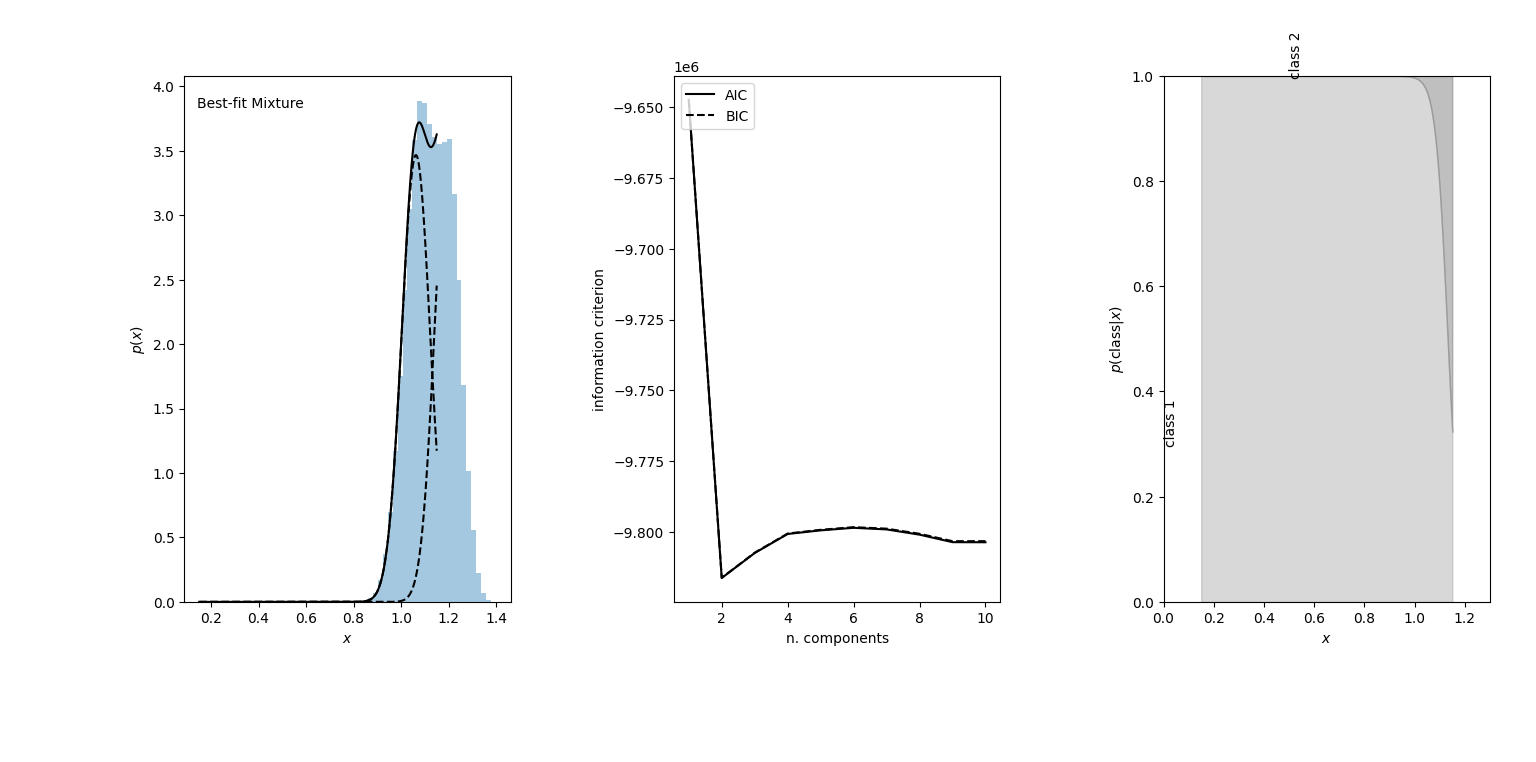 Best-fit Mixture
4.0
3.5
3.0
2.5
2.0
1.5
1.0
0.5
0.0
p(x)
0.2 0.4 0.6 0.8 1.0 1.2 1.4
x
1e6
AIC
BIC
−9.650
−9.675
−9.700
−9.725
−9.750
−9.775
−9.800
information criterion
2 4 6 8 10
n. components
class 2
1.0
0.8
0.6
0.4
0.2
0.0
p(class|x)
class 1
0.0 0.2 0.4 0.6 0.8 1.0 1.2
x